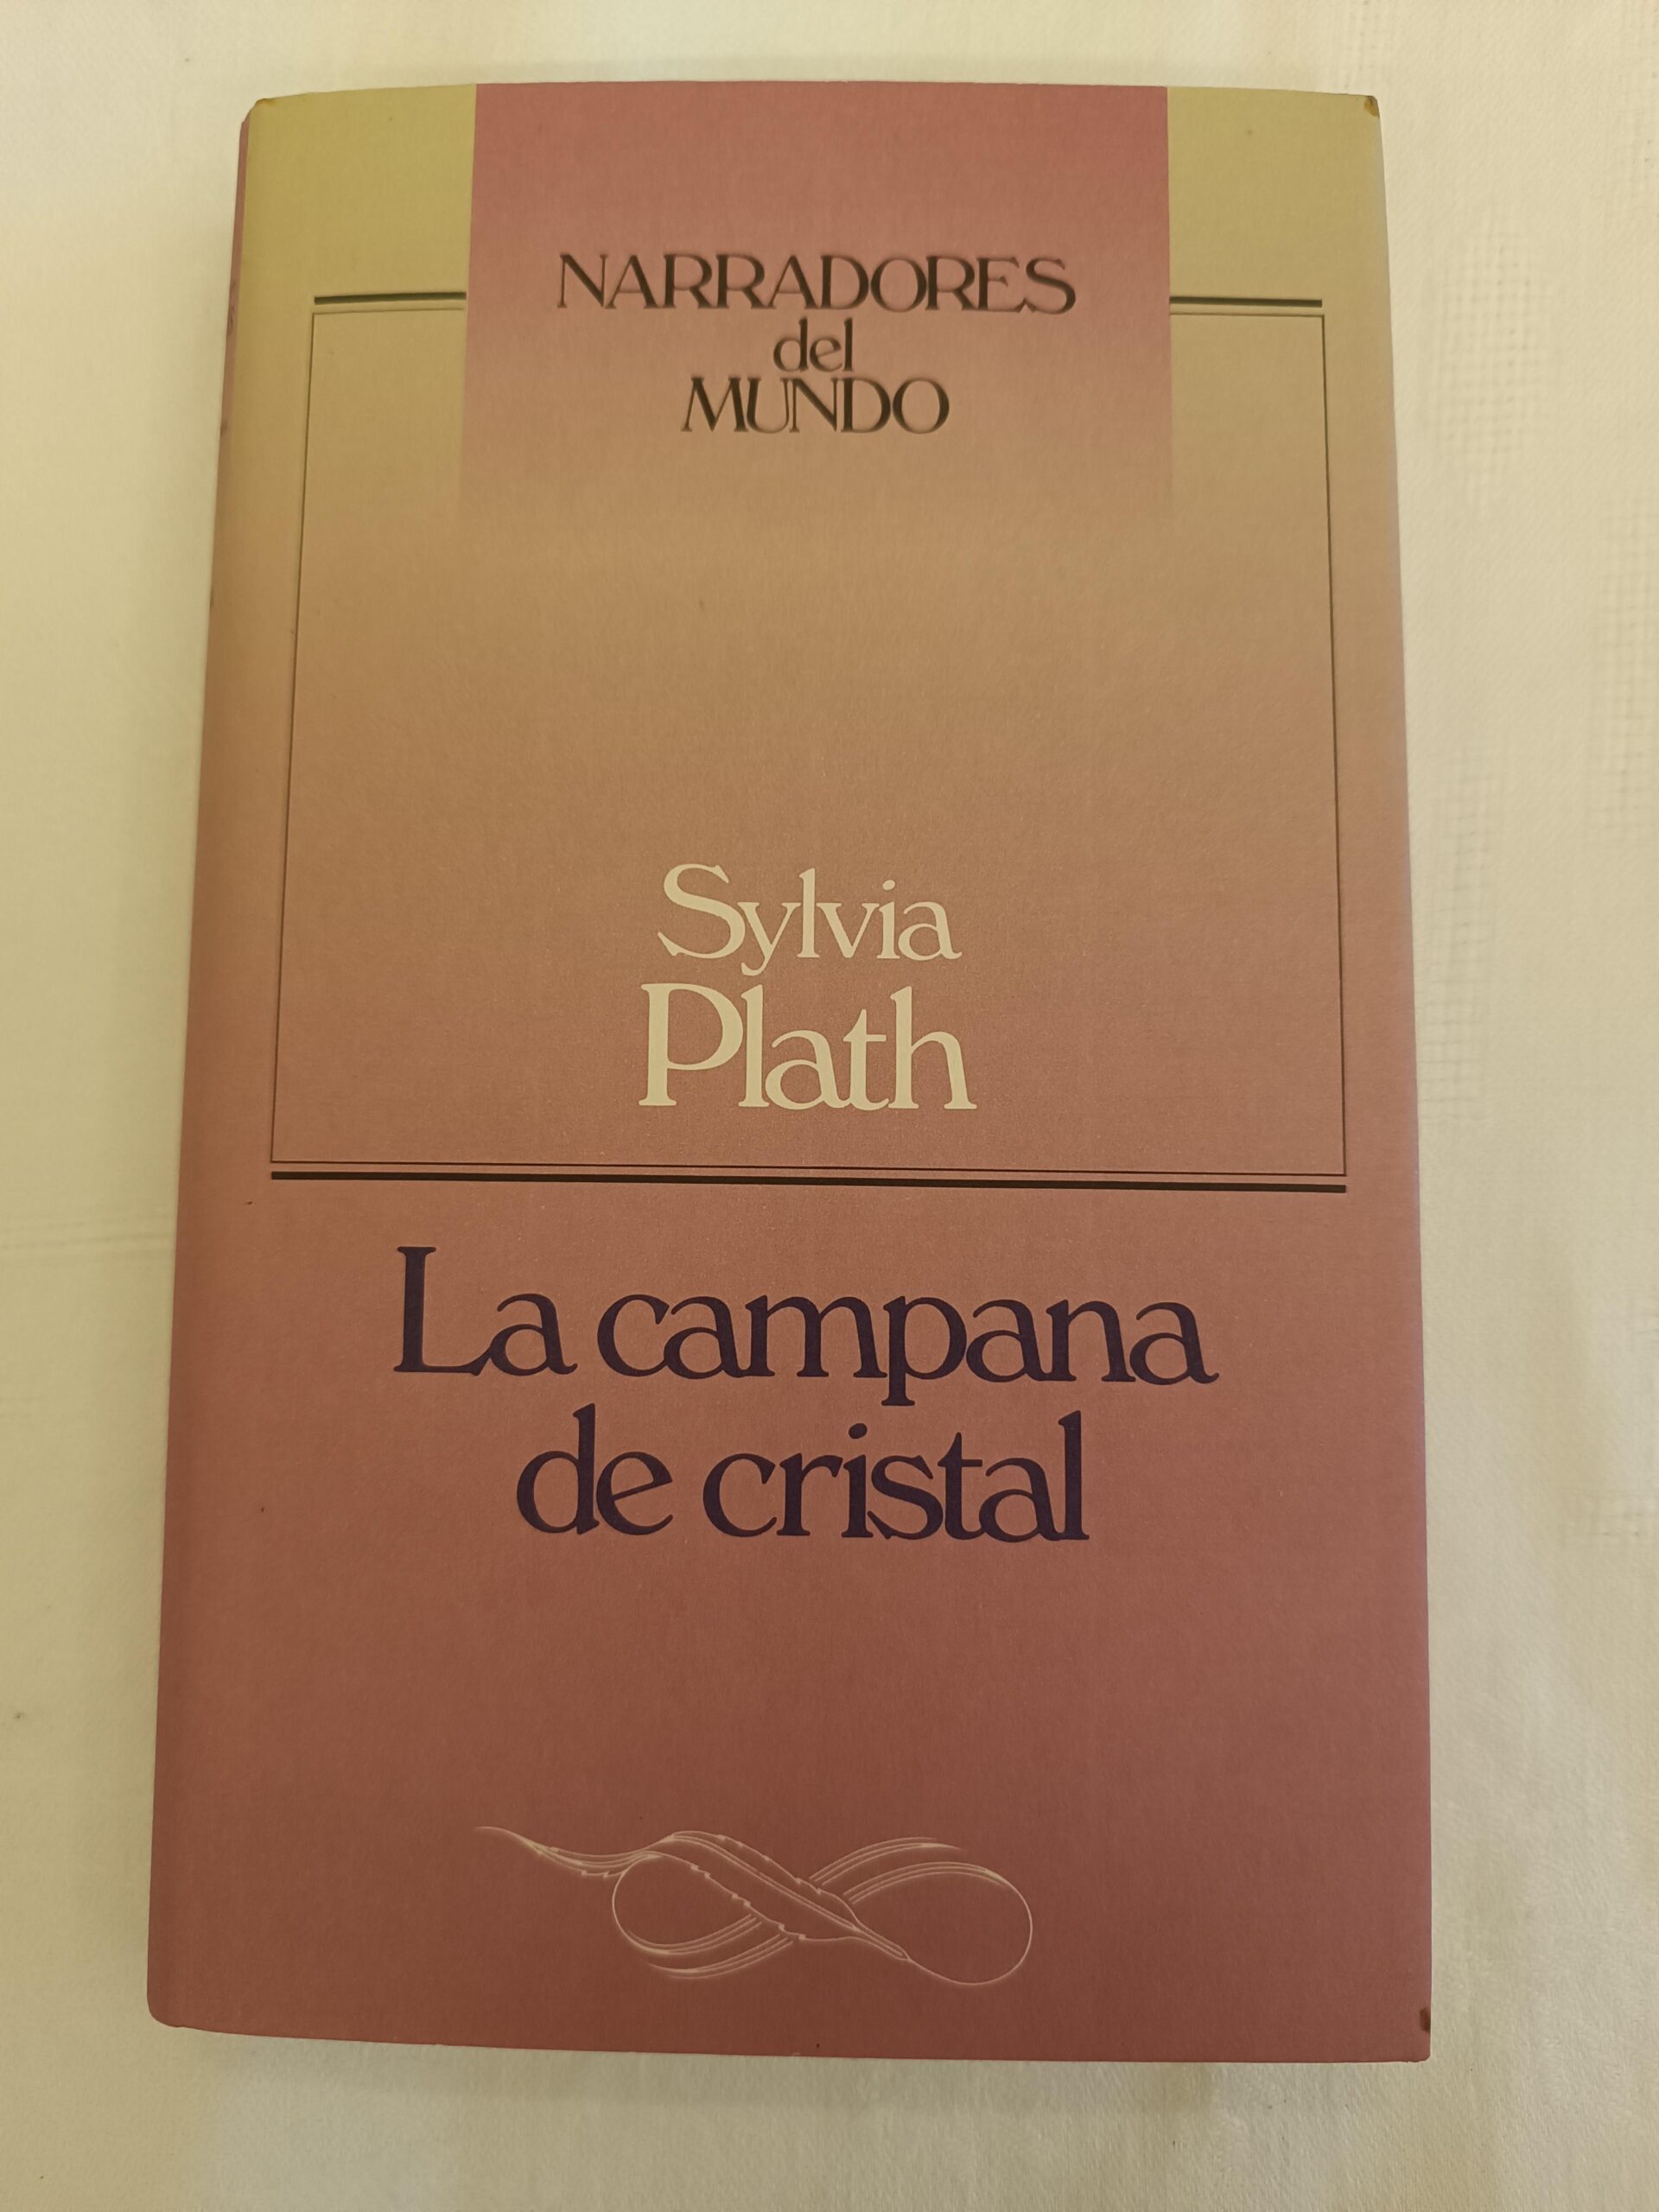 NARRADORES
del
MUNDO
Sylvia
Plath
La campana
de cristal